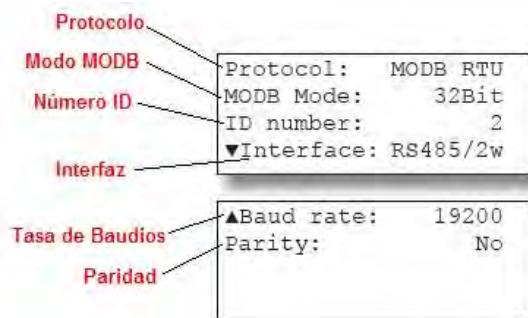 Protocolo
Modo MODB
Número ID
Interfaz
Protocol: MODB RTU
MODB Mode: 32Bit
ID number: 2
▼Interface: RS485/2w
Tasa de Baudios
Paridad
▲Baud rate: 19200
Parity: No